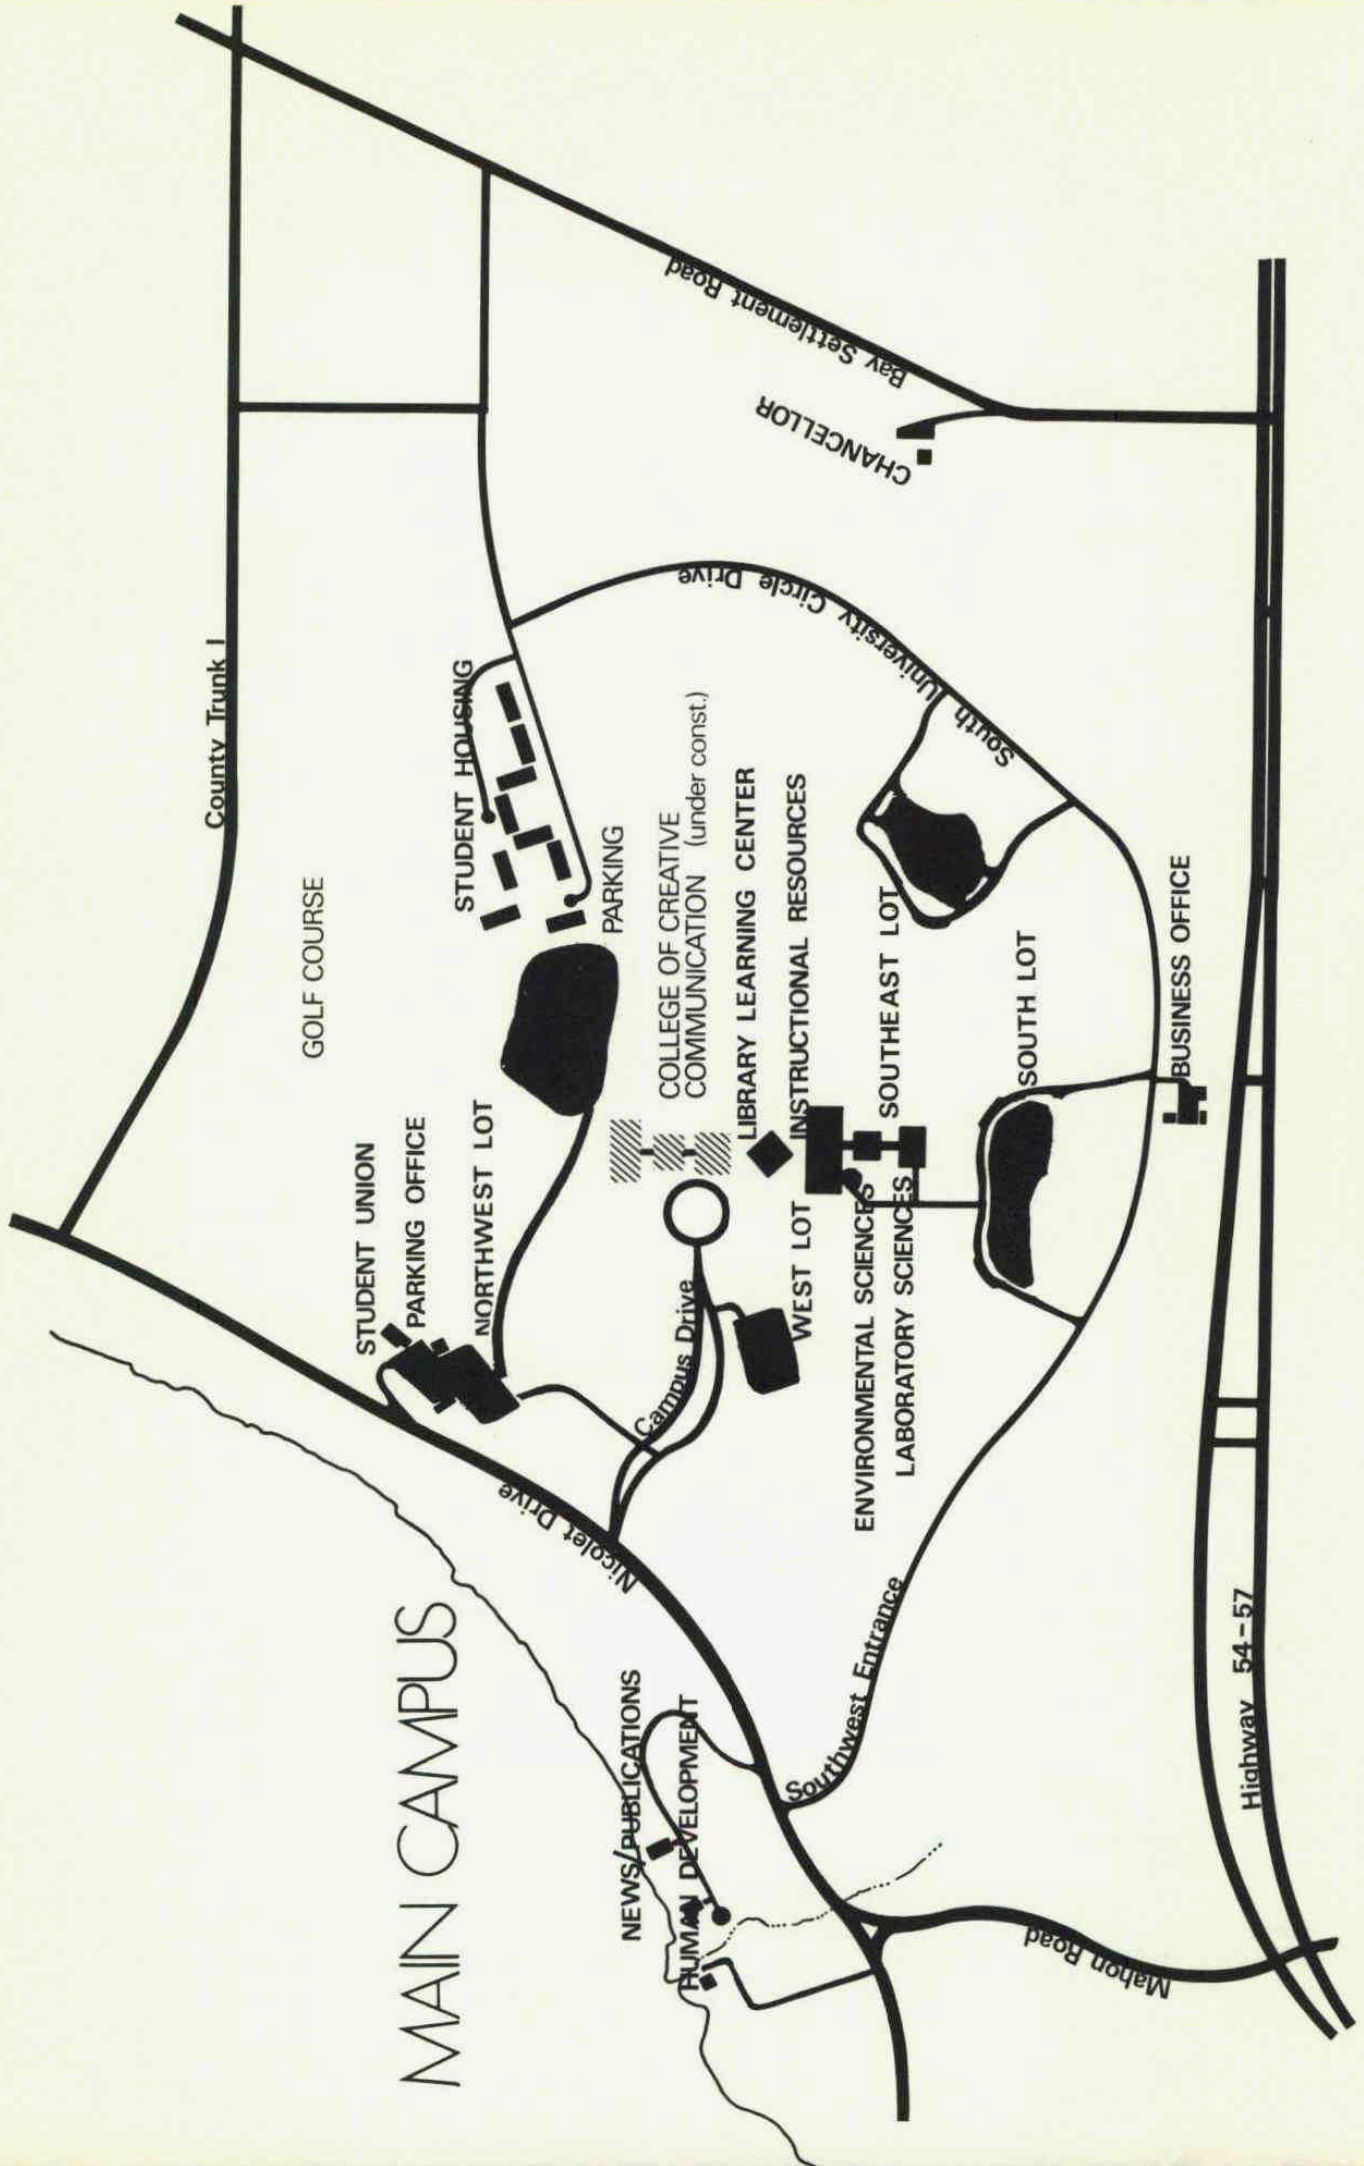 MAIN CAMPUS
County Trunk I
GOLF COURSE
STUDENT UNION
PARKING OFFICE
NORTHWEST LOT
STUDENT HOUSING
PARKING
COLLEGE OF CREATIVE
COMMUNICATION (under const.)
LIBRARY LEARNING CENTER
INSTRUCTIONAL RESOURCES
WEST LOT
ENVIRONMENTAL SCIENCES
LABORATORY SCIENCES
SOUTHEAST LOT
SOUTH LOT
BUSINESS OFFICE
CHANCELLOR
Bay Settlement Road
South University Circle Drive
Campus Drive
Nicolet Drive
NEWS/PUBLICATIONS
HUMAN DEVELOPMENT
Southwest Entrance
Mahon Road
Highway 54-57